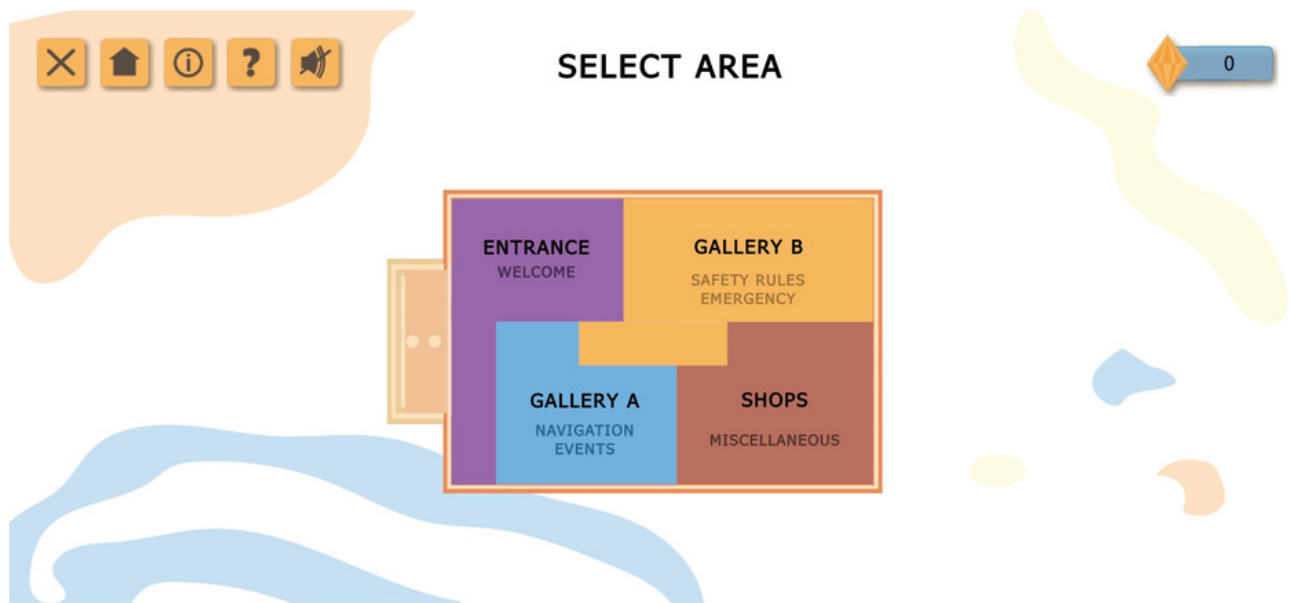 ?
SELECT AREA
0
ENTRANCE
WELCOME
GALLERY B
SAFETY RULES
EMERGENCY
GALLERY A
NAVIGATION
EVENTS
SHOPS
MISCELLANEOUS